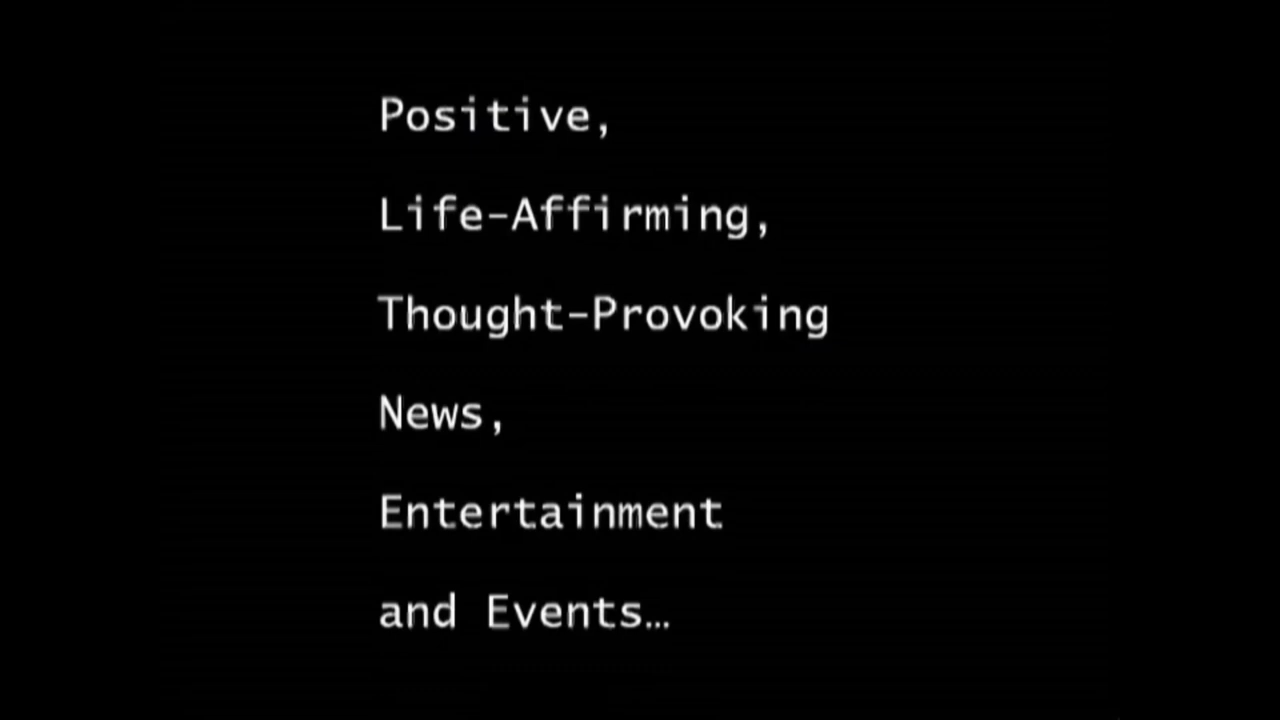 Positive,
Life-Affirming,
Thought-Provoking
News,
Entertainment
and Events…